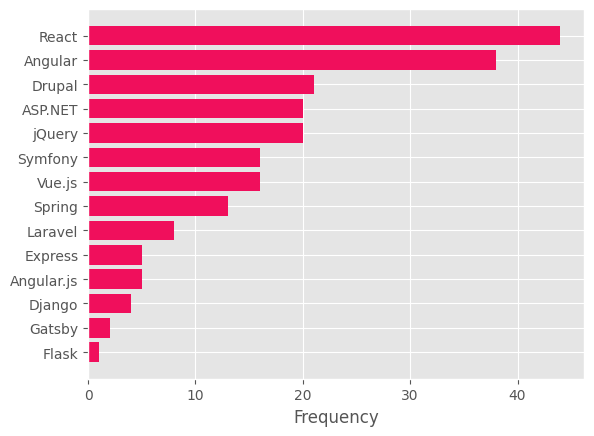 React
Angular
Drupal
ASP.NET
jQuery
Symfony
Vue.js
Spring
Laravel
Express
Angular.js
Django
Gatsby
Flask
0 10 20 30 40
Frequency